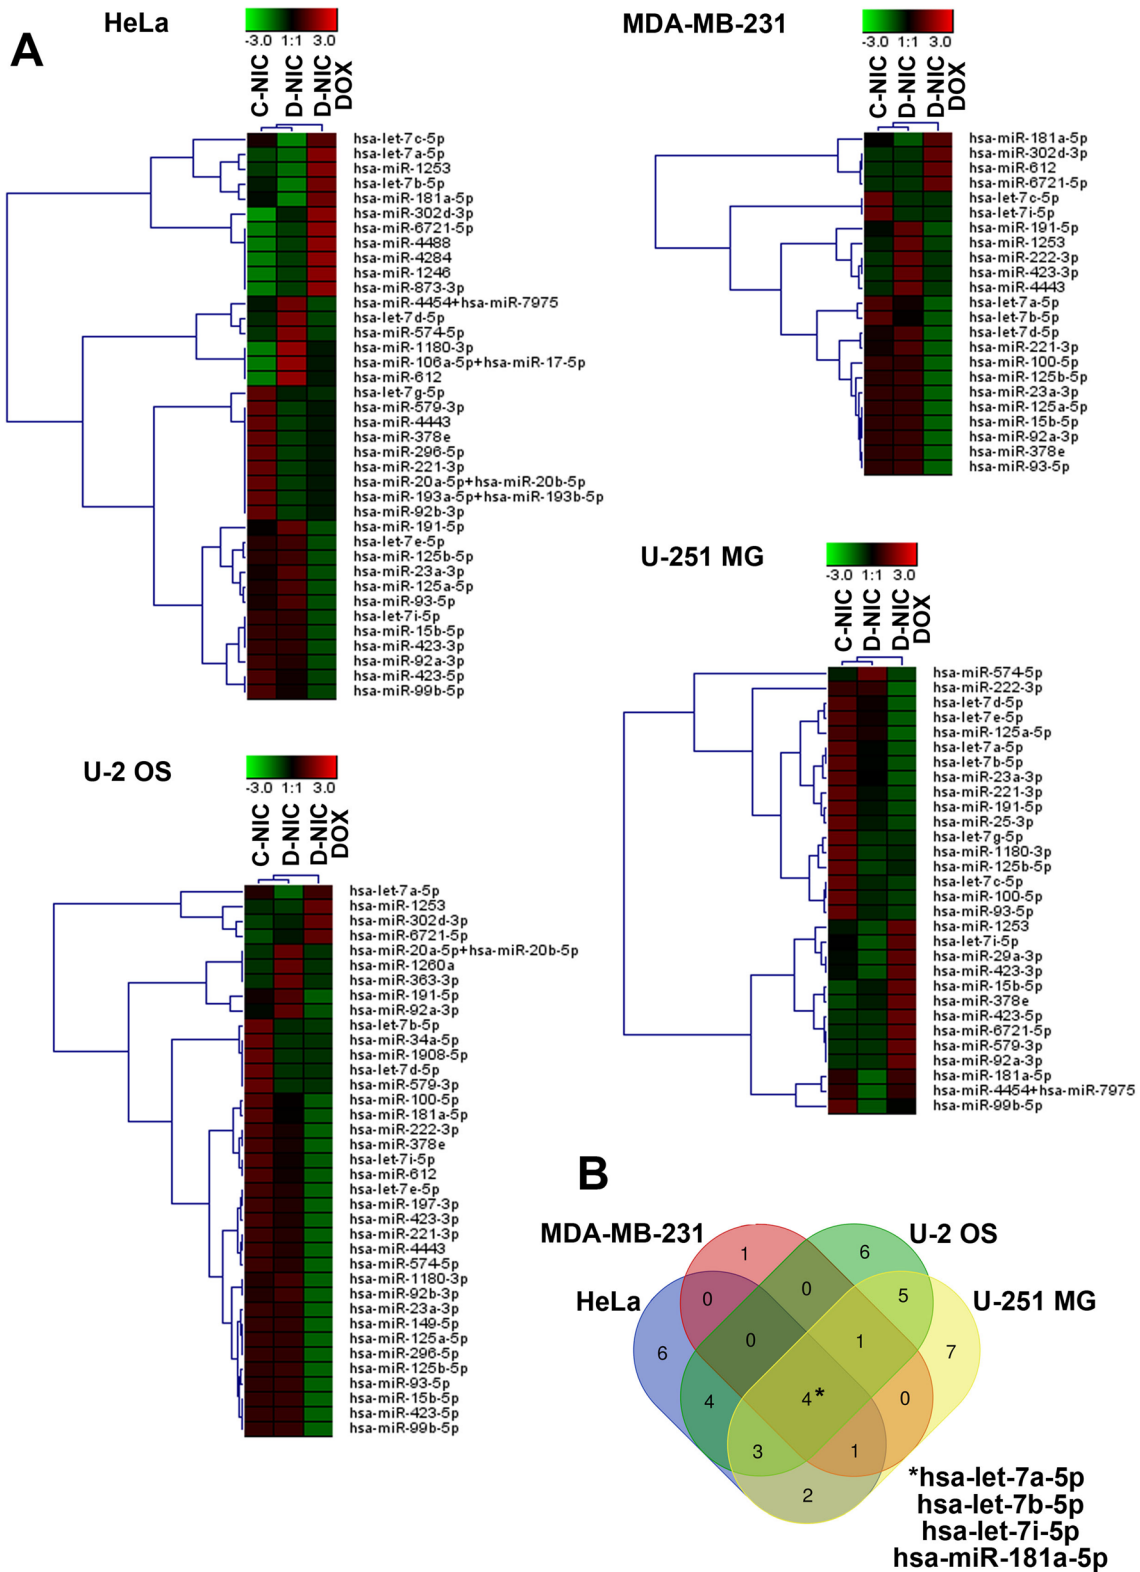 A
HeLa
-3.0 1:1 3.0
C-NIC
D-NIC
D-NIC DOX
hsa-let-7c-5p
hsa-let-7a-5p
hsa-miR-1253
hsa-let-7b-5p
hsa-miR-181a-5p
hsa-miR-302d-3p
hsa-miR-6721-5p
hsa-miR-4488
hsa-miR-4284
hsa-miR-1246
hsa-miR-873-3p
hsa-miR-4454+hsa-miR-7975
hsa-let-7d-5p
hsa-miR-574-5p
hsa-miR-1180-3p
hsa-miR-106a-5p+hsa-miR-17-5p
hsa-miR-612
hsa-let-7g-5p
hsa-miR-579-3p
hsa-miR-4443
hsa-miR-378e
hsa-miR-296-5p
hsa-miR-221-3p
hsa-miR-20a-5p+hsa-miR-20b-5p
hsa-miR-193a-5p+hsa-miR-193b-5p
hsa-miR-92b-3p
hsa-miR-191-5p
hsa-let-7e-5p
hsa-miR-125b-5p
hsa-miR-23a-3p
hsa-miR-125a-5p
hsa-miR-93-5p
hsa-let-7i-5p
hsa-miR-15b-5p
hsa-miR-423-3p
hsa-miR-92a-3p
hsa-miR-423-5p
hsa-miR-99b-5p
MDA-MB-231
-3.0 1:1 3.0
C-NIC
D-NIC
D-NIC DOX
hsa-miR-181a-5p
hsa-miR-302d-3p
hsa-miR-612
hsa-miR-6721-5p
hsa-let-7c-5p
hsa-let-7i-5p
hsa-miR-191-5p
hsa-miR-1253
hsa-miR-222-3p
hsa-miR-423-3p
hsa-miR-4443
hsa-let-7a-5p
hsa-let-7b-5p
hsa-let-7d-5p
hsa-miR-221-3p
hsa-miR-100-5p
hsa-miR-125b-5p
hsa-miR-23a-3p
hsa-miR-125a-5p
hsa-miR-15b-5p
hsa-miR-92a-3p
hsa-miR-378e
hsa-miR-93-5p
U-2 OS
-3.0 1:1 3.0
C-NIC
D-NIC
D-NIC DOX
hsa-let-7a-5p
hsa-miR-1253
hsa-miR-302d-3p
hsa-miR-6721-5p
hsa-miR-20a-5p+hsa-miR-20b-5p
hsa-miR-1260a
hsa-miR-363-3p
hsa-miR-191-5p
hsa-miR-92a-3p
hsa-let-7b-5p
hsa-miR-34a-5p
hsa-miR-1908-5p
hsa-let-7d-5p
hsa-miR-579-3p
hsa-miR-100-5p
hsa-miR-181a-5p
hsa-miR-222-3p
hsa-miR-378e
hsa-let-7i-5p
hsa-miR-612
hsa-let-7e-5p
hsa-miR-197-3p
hsa-miR-423-3p
hsa-miR-221-3p
hsa-miR-4443
hsa-miR-574-5p
hsa-miR-1180-3p
hsa-miR-92b-3p
hsa-miR-23a-3p
hsa-miR-149-5p
hsa-miR-125a-5p
hsa-miR-296-5p
hsa-miR-125b-5p
hsa-miR-93-5p
hsa-miR-15b-5p
hsa-miR-423-5p
hsa-miR-99b-5p
U-251 MG
-3.0 1:1 3.0
C-NIC
D-NIC
D-NIC DOX
hsa-miR-574-5p
hsa-miR-222-3p
hsa-let-7d-5p
hsa-let-7e-5p
hsa-miR-125a-5p
hsa-let-7a-5p
hsa-let-7b-5p
hsa-miR-23a-3p
hsa-miR-221-3p
hsa-miR-191-5p
hsa-miR-25-3p
hsa-let-7g-5p
hsa-miR-1180-3p
hsa-miR-125b-5p
hsa-let-7c-5p
hsa-miR-100-5p
hsa-miR-93-5p
hsa-miR-1253
hsa-let-7i-5p
hsa-miR-29a-3p
hsa-miR-423-3p
hsa-miR-15b-5p
hsa-miR-378e
hsa-miR-423-5p
hsa-miR-6721-5p
hsa-miR-579-3p
hsa-miR-92a-3p
hsa-miR-181a-5p
hsa-miR-4454+hsa-miR-7975
hsa-miR-99b-5p
B
MDA-MB-231 U-2 OS
HeLa U-251 MG
1 6
0 0 5
6 0 1 7
4 4* 0
3 1
2
*hsa-let-7a-5p
hsa-let-7b-5p
hsa-let-7i-5p
hsa-miR-181a-5p